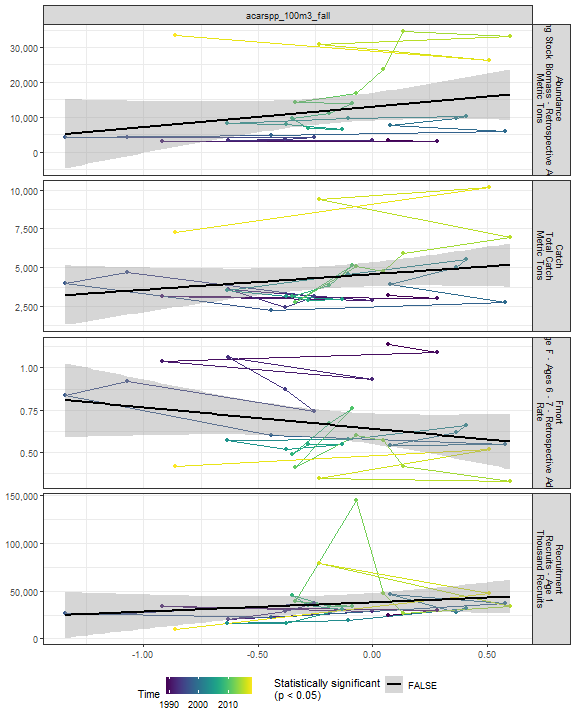 acarspp_100m3_fall
30,000
20,000
10,000
0
Abundance
ng Stock Biomass - Retrospective A
Metric Tons
10,000
7,500
5,000
2,500
Catch
Total Catch
Metric Tons
1.00
0.75
0.50
Fmort
ge F - Ages 6 - 7 - Retrospective Ad
Rate
150,000
100,000
50,000
0
Recruitment
Recruits - Age 1
Thousand Recruits
-1.00
-0.50
0.00
0.50
Time
1990
2000
2010
Statistically significant
(p < 0.05)
FALSE